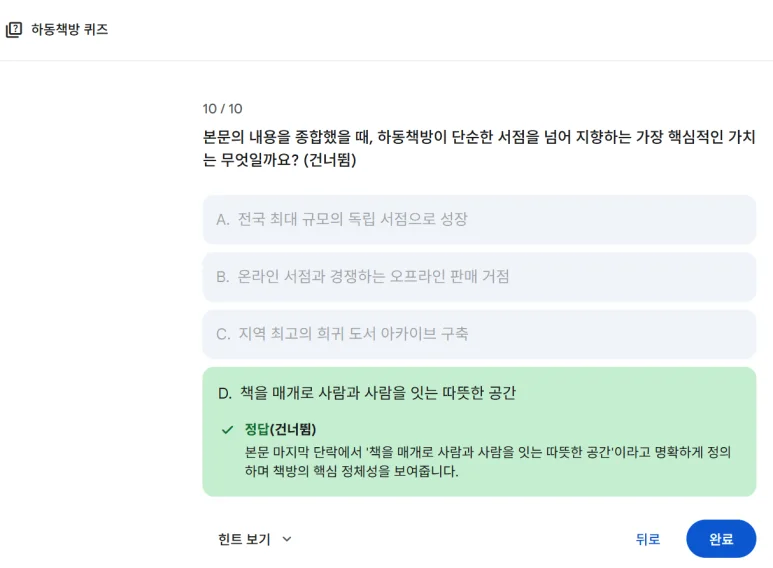 하동책방 퀴즈
10 / 10
본문의 내용을 종합했을 때, 하동책방이 단순한 서점을 넘어 지향하는 가장 핵심적인 가치
는 무엇일까요? (건너뜀)
A. 전국 최대 규모의 독립 서점으로 성장
B. 온라인 서점과 경쟁하는 오프라인 판매 거점
C. 지역 최고의 희귀 도서 아카이브 구축
D. 책을 매개로 사람과 사람을 잇는 따뜻한 공간
정답(건너뜀)
본문 마지막 단락에서 '책을 매개로 사람과 사람을 잇는 따뜻한 공간'이라고 명확하게 정의
하며 책방의 핵심 정체성을 보여줍니다.
힌트 보기
뒤로
완료